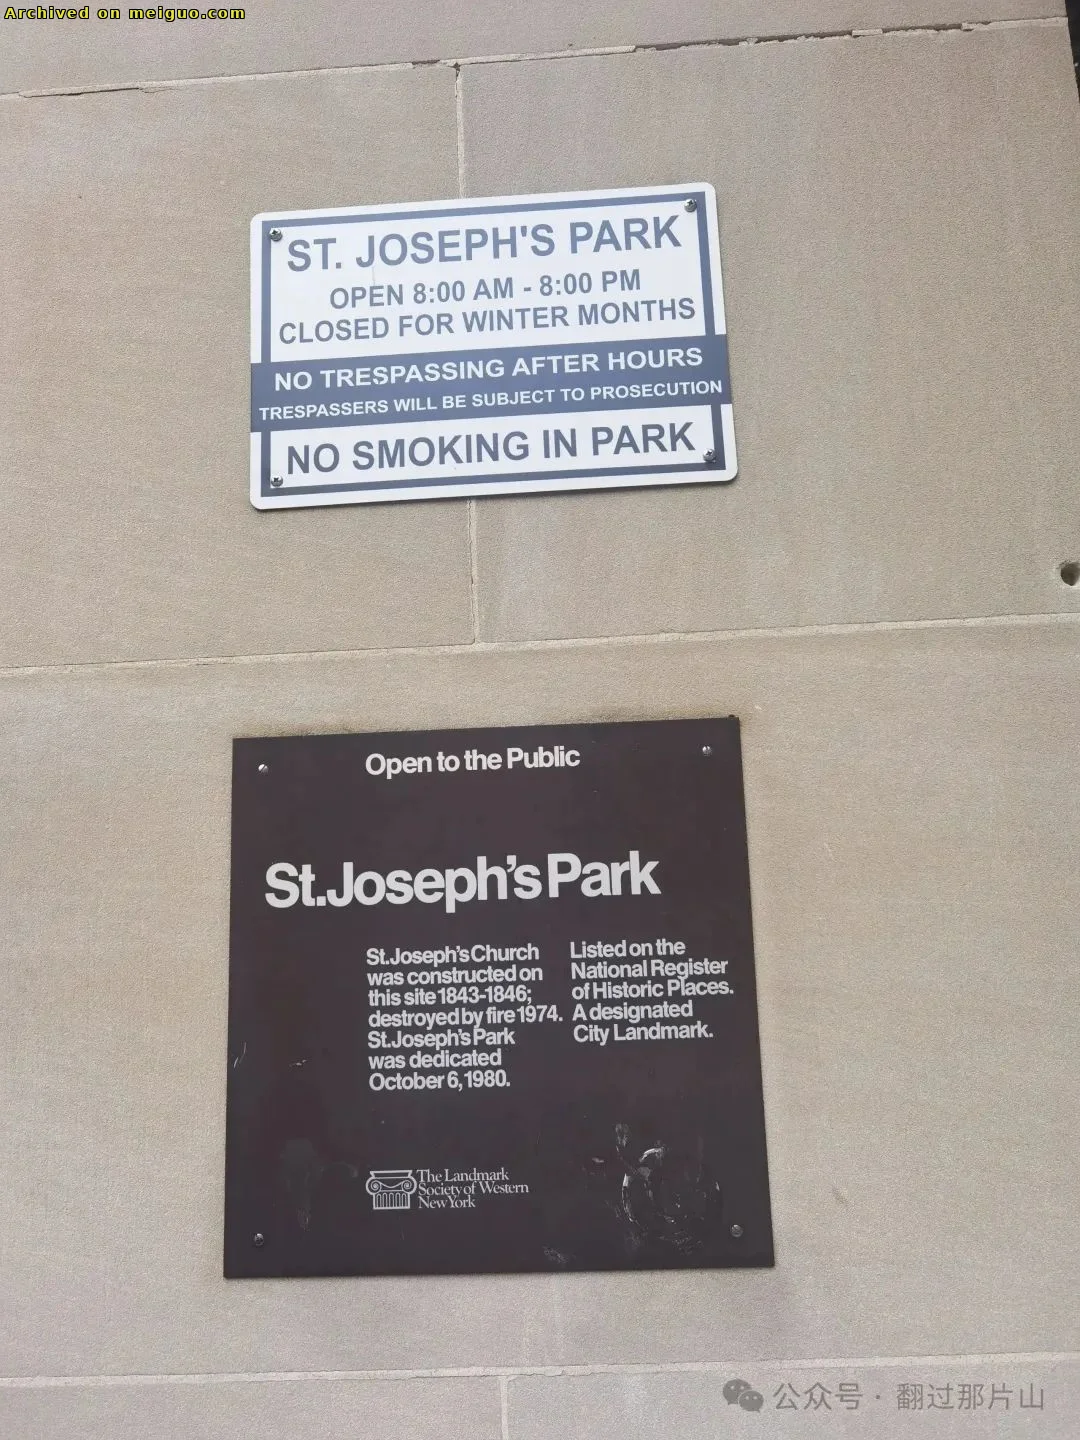 Archived on meiguo.com
ST. JOSEPH'S PARK
OPEN 8:00 AM - 8:00 PM
CLOSED FOR WINTER MONTHS
NO TRESPASSING AFTER HOURS
TRESPASSERS WILL BE SUBJECT TO PROSECUTION
NO SMOKING IN PARK
Open to the Public
St.Joseph's Park
St.Joseph's Church
was constructed on
this site 1843-1846;
destroyed by fire 1974.
St.Joseph's Park
was dedicated
October 6, 1980.
Listed on the
National Register
of Historic Places.
A designated
City Landmark.
The Landmark
Society of Western
New York
公众号 · 翻过那片山